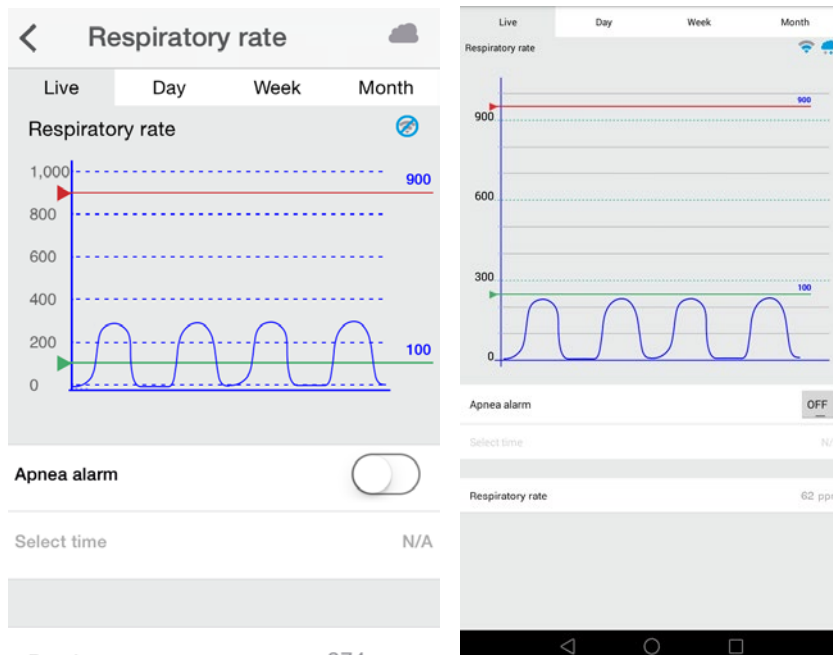 Respiratory rate
Live Day Week Month
Respiratory rate
1,000
900
800
600
400
200
100
0
Apnea alarm
Select time N/A
Live Day Week Month
Respiratory rate
900
900
600
300
100
0
Apnea alarm OFF
Select time
Respiratory rate 62